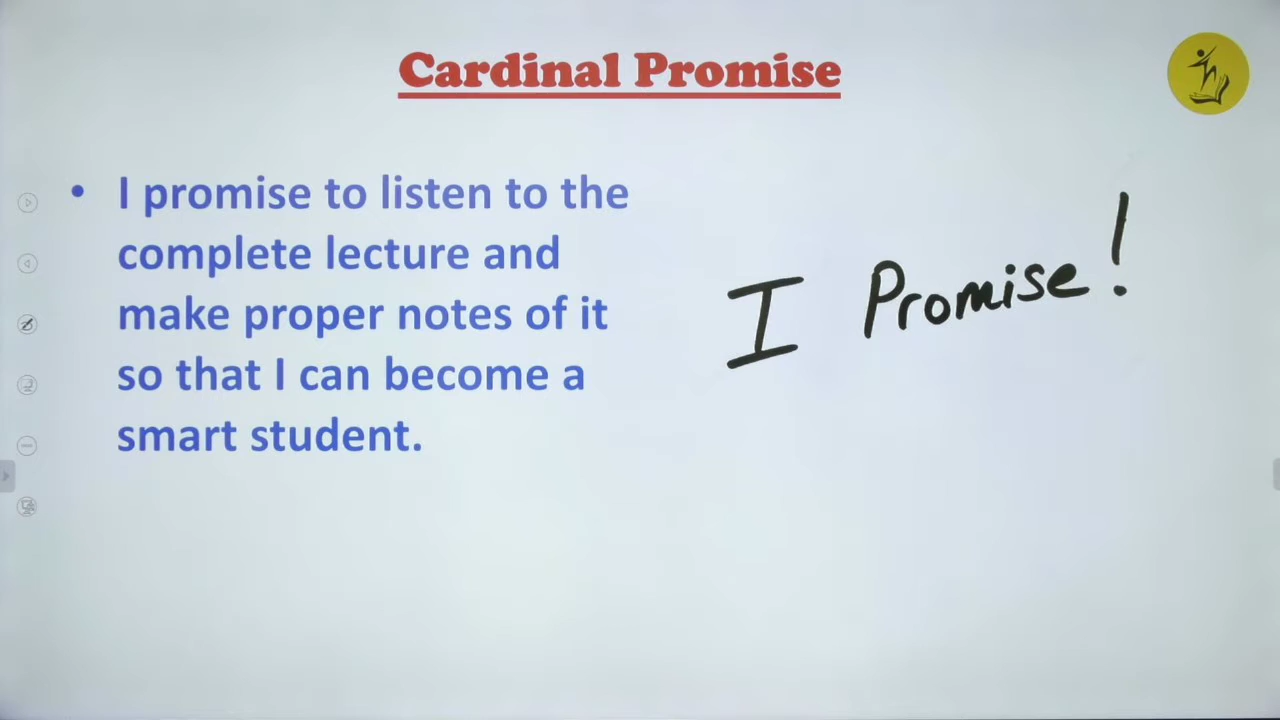 Cardinal Promise
• I promise to listen to the
complete lecture and
make proper notes of it
so that I can become a
smart student.
I Promise!